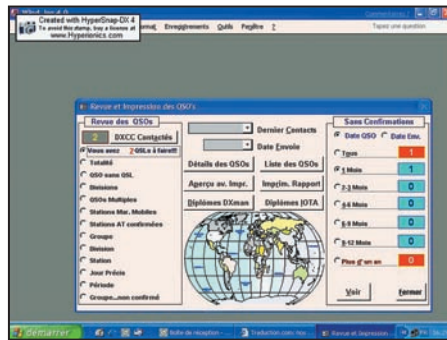 Created with HyperSnap-DX 4
To avoid this stamp, buy a license at
www.Hyperionics.com
Enregistrements Outils Fenêtre ?
Tapez une question
Revue et Impression des QSO's
Revue des QSOs
2 DXCC Contactés
Vous avez 2 QSLs à faire!!!
Totalité
QSO sans QSL
Divisions
QSOs Multiples
Stations Mar. Mobiles
Stations AT confirmées
Groupe
Division
Station
Jour Précis
Période
Groupe...non confirmé
Dernier Contacts
Date Envoie
Détails des QSOs
Liste des QSOs
Aperçu av. Impr.
Imprim. Rapport
Diplômes DXman
Diplômes IOTA
Sans Confirmations
Date QSO
Date Env.
Tous 1
1 Mois 1
2-3 Mois 0
4-6 Mois 0
6-9 Mois 0
9-12 Mois 0
Plus d'un an 0
Voir
Fermer
démarrer
Boîte de réception -
Revue et Impression
FR